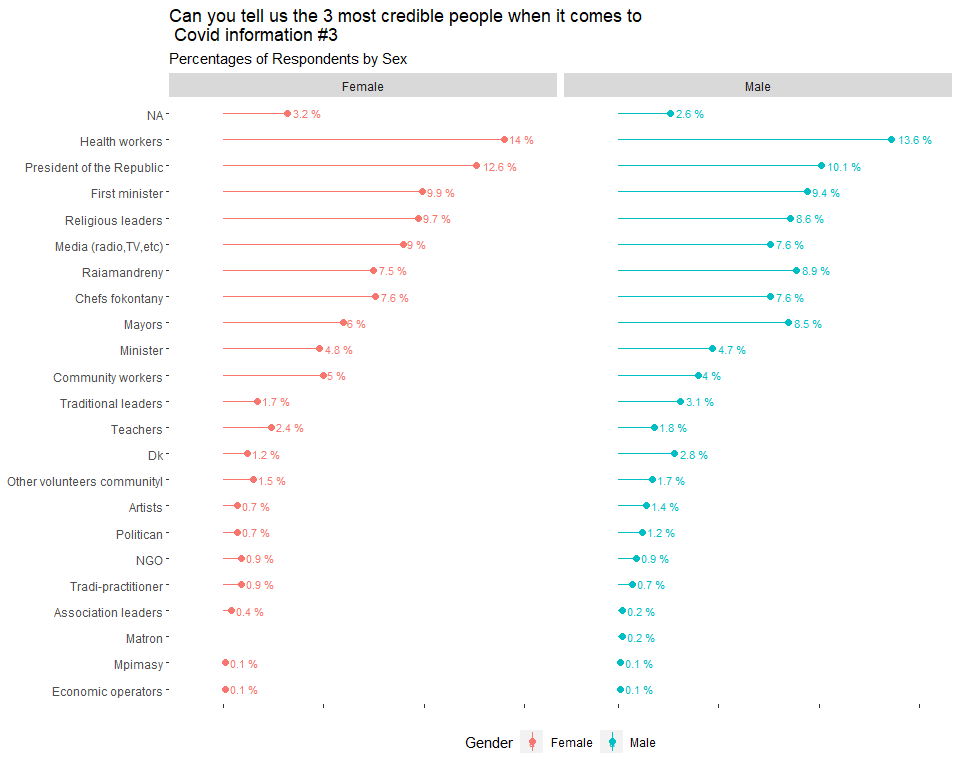 Can you tell us the 3 most credible people when it comes to
Covid information #3
Percentages of Respondents by Sex
Female Male
NA 3.2 % 2.6 %
Health workers 14 % 13.6 %
President of the Republic 12.6 % 10.1 %
First minister 9.9 % 9.4 %
Religious leaders 9.7 % 8.6 %
Media (radio,TV,etc) 9 % 7.6 %
Raiamandreny 7.5 % 8.9 %
Chefs fokontany 7.6 % 7.6 %
Mayors 6 % 8.5 %
Minister 4.8 % 4.7 %
Community workers 5 % 4 %
Traditional leaders 1.7 % 3.1 %
Teachers 2.4 % 1.8 %
Dk 1.2 % 2.8 %
Other volunteers communityl 1.5 % 1.7 %
Artists 0.7 % 1.4 %
Politican 0.7 % 1.2 %
NGO 0.9 % 0.9 %
Tradi-practitioner 0.9 % 0.7 %
Association leaders 0.4 % 0.2 %
Matron 0.2 %
Mpimasy 0.1 % 0.1 %
Economic operators 0.1 % 0.1 %
Gender Female Male